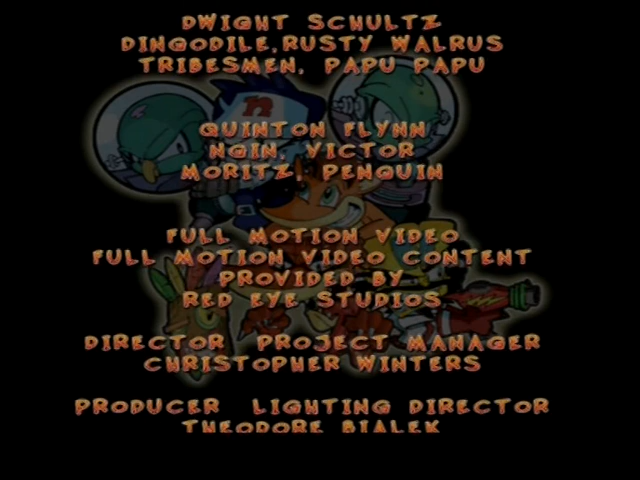 DWIGHT SCHULTZ
DINGODILE,RUSTY WALRUS
TRIBESMEN, PAPU PAPU
QUINTON FLYNN
NGIN, VICTOR
MORITZ, PENGUIN
FULL MOTION VIDEO
FULL MOTION VIDEO CONTENT
PROVIDED BY
RED EYE STUDIOS
DIRECTOR PROJECT MANAGER
CHRISTOPHER WINTERS
PRODUCER LIGHTING DIRECTOR
THEODORE BIALEK